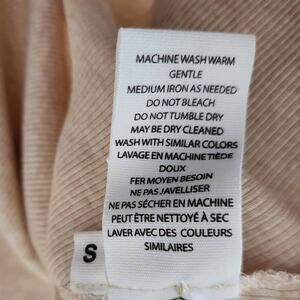 MACHINE WASH WARM
GENTLE
MEDIUM IRON AS NEEDED
DO NOT BLEACH
DO NOT TUMBLE DRY
MAY BE DRY CLEANED
WASH WITH SIMILAR COLORS
LAVAGE EN MACHINE TIÈDE
DOUX
FER MOYEN BESOIN
NE PAS JAVELLISER
NE PAS SÉCHER EN MACHINE
PEUT ÊTRE NETTOYÉ À SEC
LAVER AVEC DES COULEURS
SIMILAIRES
S